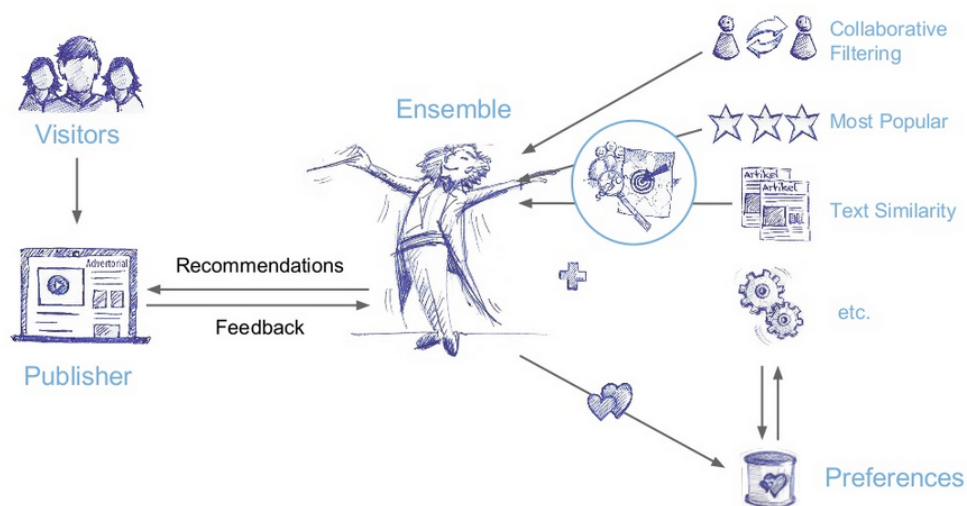 Visitors
Publisher
Advertorial
Recommendations
Feedback
Ensemble
Collaborative
Filtering
Most Popular
Artikel
Artikel
Text Similarity
etc.
Preferences